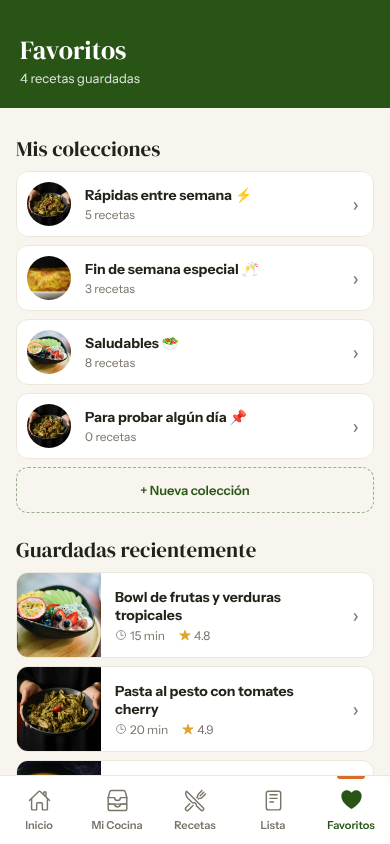 Favoritos
4 recetas guardadas
Mis colecciones
Rápidas entre semana ⚡
5 recetas
Fin de semana especial 🥂
3 recetas
Saludables 🥗
8 recetas
Para probar algún día 📌
0 recetas
+ Nueva colección
Guardadas recientemente
Bowl de frutas y verduras
tropicales
15 min ★ 4.8
Pasta al pesto con tomates
cherry
20 min ★ 4.9
Inicio Mi Cocina Recetas Lista Favoritos